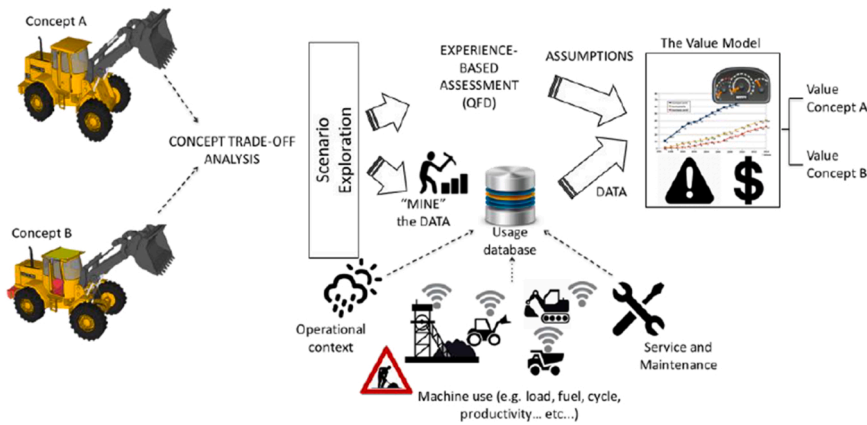 Concept A
CONCEPT TRADE-OFF
ANALYSIS
Concept B
Scenario
Exploration
EXPERIENCE-
BASED
ASSESSMENT
(QFD)
"MINE"
the DATA
Usage
database
ASSUMPTIONS
DATA
The Value Model
$
Value
Concept A
Value
Concept B
Operational
context
Machine use (e.g. load, fuel, cycle,
productivity... etc...)
Service and
Maintenance